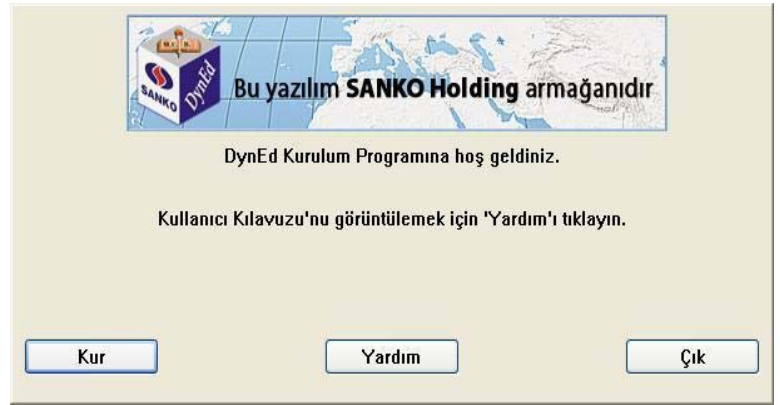 SANKO
DynEd
Bu yazılım SANKO Holding armağanıdır
DynEd Kurulum Programına hoş geldiniz.
Kullanıcı Kılavuzu'nu görüntülemek için 'Yardım'ı tıklayın.
Kur
Yardım
Çık